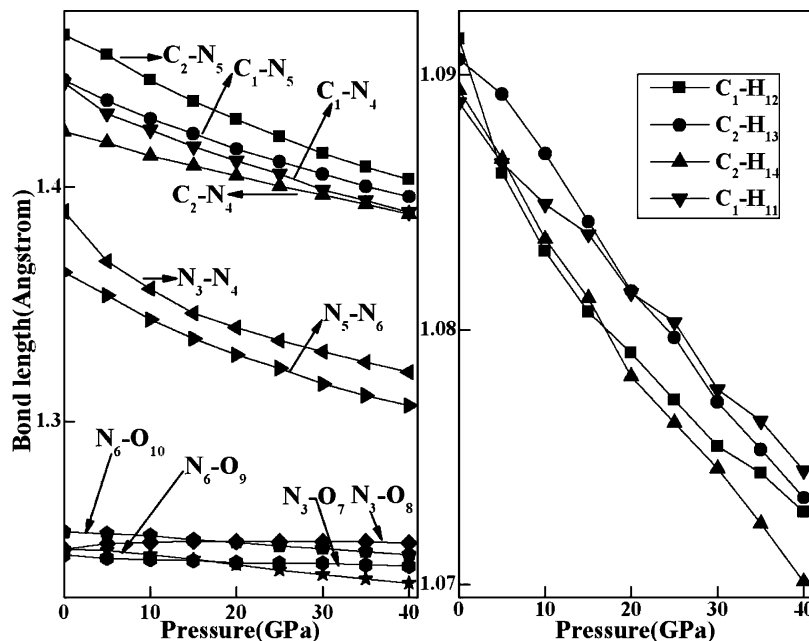 C₂-N₅
C₁-N₅
C₁-N₄
C₂-N₄
N₃-N₄
N₅-N₆
N₆-O₁₀
N₆-O₉
N₃-O₇
N₃-O₈
1.4
1.3
Bond length(Angstrom)
0 10 20 30 40
Pressure(GPa)
1.09
1.08
1.07
C₁-H₁₂
C₂-H₁₃
C₂-H₁₄
C₁-H₁₁
0 10 20 30 40
Pressure(GPa)